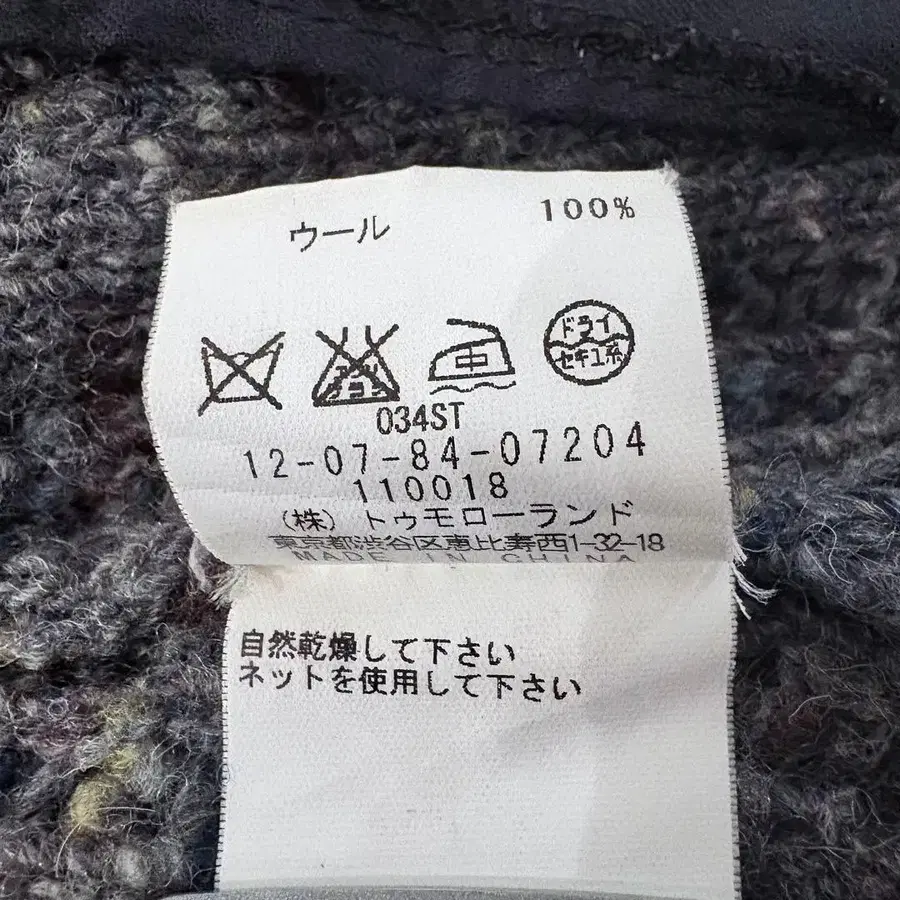 ウール 100%
中 ドライ
セキユ系
034ST
12-07-84-07204
110018
(株) トゥモローランド
東京都渋谷区恵比寿西1-32-18
MADE IN CHINA
自然乾燥して下さい
ネットを使用して下さい